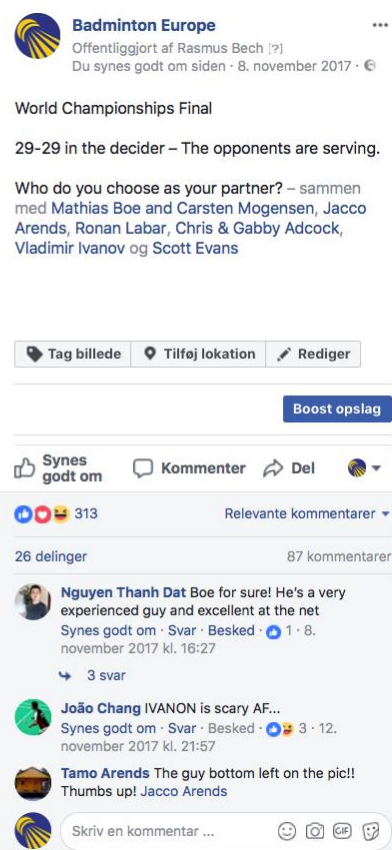 Badminton Europe
Offentliggjort af Rasmus Bech [?]
Du synes godt om siden · 8. november 2017 ·
World Championships Final
29-29 in the decider – The opponents are serving.
Who do you choose as your partner? – sammen
med Mathias Boe and Carsten Mogensen, Jacco
Arends, Ronan Labar, Chris & Gabby Adcock,
Vladimir Ivanov og Scott Evans
Tag billede Tilføj lokation Rediger
Boost opslag
Synes godt om Kommenter Del
313 Relevante kommentarer
26 delinger 87 kommentarer
Nguyen Thanh Dat Boe for sure! He's a very
experienced guy and excellent at the net
Synes godt om · Svar · Besked · 1 · 8.
november 2017 kl. 16:27
3 svar
João Chang IVANON is scary AF...
Synes godt om · Svar · Besked · 3 · 12.
november 2017 kl. 21:57
Tamo Arends The guy bottom left on the pic!!
Thumbs up! Jacco Arends
Skriv en kommentar ... GIF